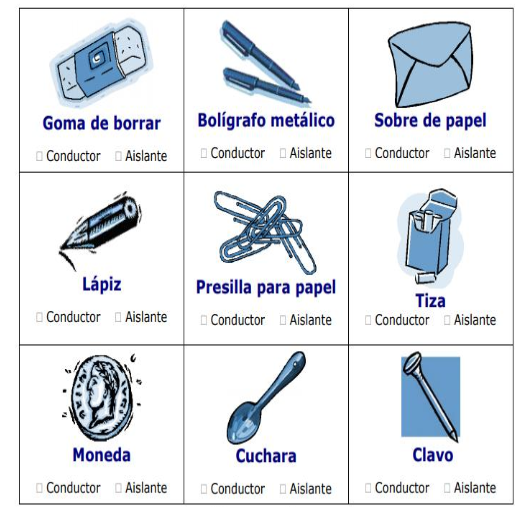 Goma de borrar
☐ Conductor ☐ Aislante
Bolígrafo metálico
☐ Conductor ☐ Aislante
Sobre de papel
☐ Conductor ☐ Aislante
Lápiz
☐ Conductor ☐ Aislante
Presilla para papel
☐ Conductor ☐ Aislante
Tiza
☐ Conductor ☐ Aislante
Moneda
☐ Conductor ☐ Aislante
Cuchara
☐ Conductor ☐ Aislante
Clavo
☐ Conductor ☐ Aislante